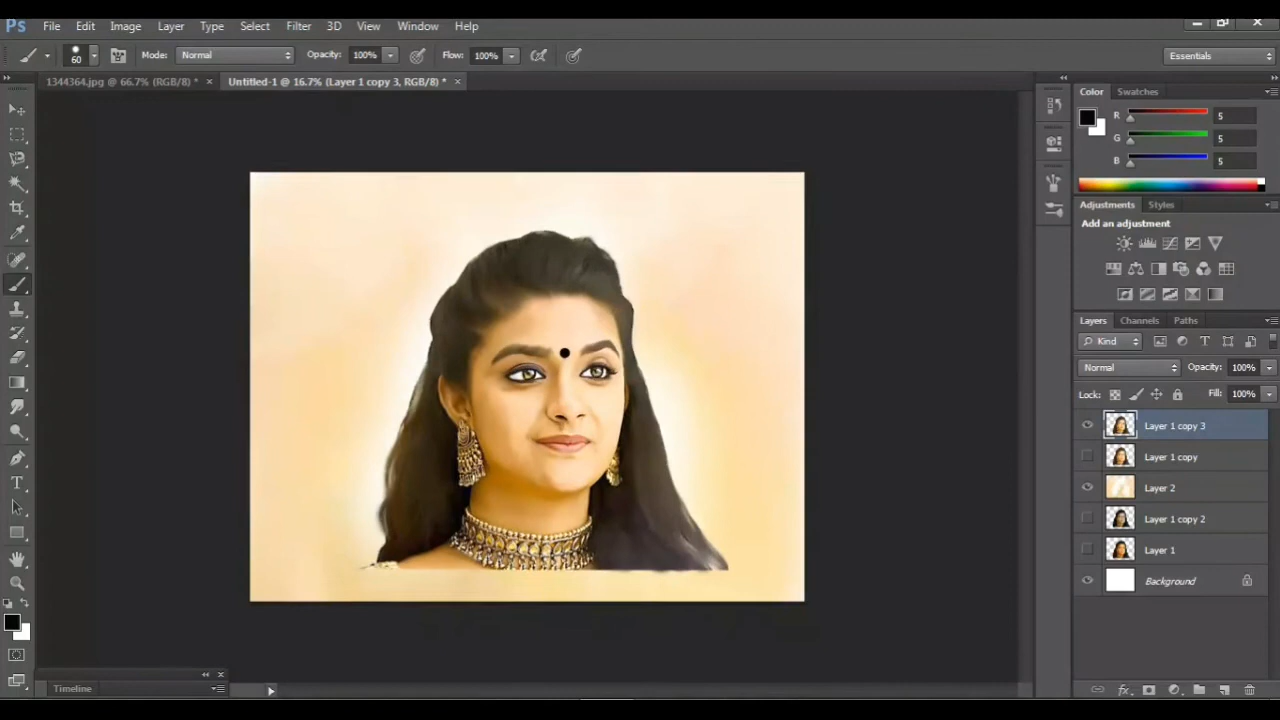 Ps File Edit Image Layer Type Select Filter 3D View Window Help
60 Mode: Normal Opacity: 100% Flow: 100% Essentials
1344364.jpg @ 66.7% (RGB/8) * × Untitled-1 @ 16.7% (Layer 1 copy 3, RGB/8) * ×
Color Swatches
R 5
G 5
B 5
Adjustments Styles
Add an adjustment
Layers Channels Paths
Kind
Normal Opacity: 100%
Lock: Fill: 100%
Layer 1 copy 3
Layer 1 copy
Layer 2
Layer 1 copy 2
Layer 1
Background
Timeline